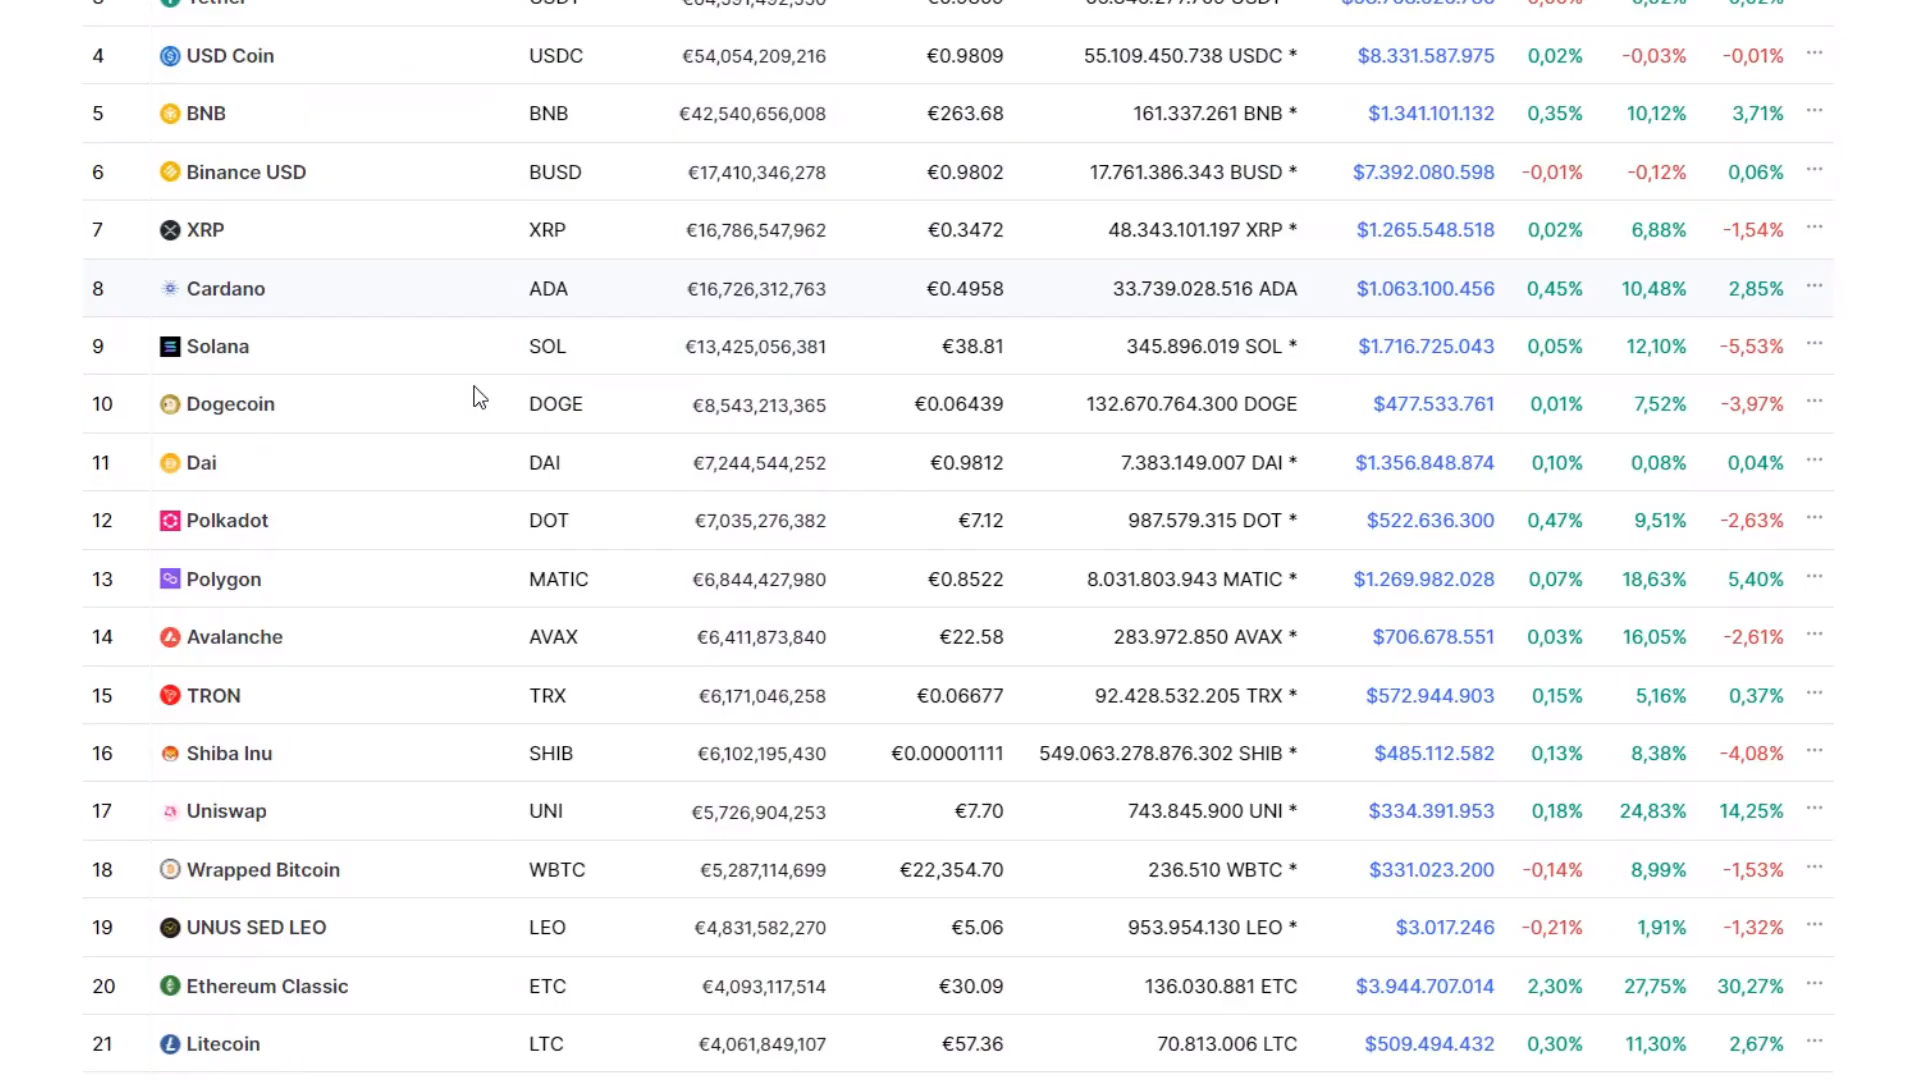 4 USD Coin USDC €54,054,209,216 €0.9809 55.109.450.738 USDC * $8.331.587.975 0,02% -0,03% -0,01% ...
5 BNB BNB €42,540,656,008 €263.68 161.337.261 BNB * $1.341.101.132 0,35% 10,12% 3,71% ...
6 Binance USD BUSD €17,410,346,278 €0.9802 17.761.386.343 BUSD * $7.392.080.598 -0,01% -0,12% 0,06% ...
7 XRP XRP €16,786,547,962 €0.3472 48.343.101.197 XRP * $1.265.548.518 0,02% 6,88% -1,54% ...
8 Cardano ADA €16,726,312,763 €0.4958 33.739.028.516 ADA $1.063.100.456 0,45% 10,48% 2,85% ...
9 Solana SOL €13,425,056,381 €38.81 345.896.019 SOL * $1.716.725.043 0,05% 12,10% -5,53% ...
10 Dogecoin DOGE €8,543,213,365 €0.06439 132.670.764.300 DOGE $477.533.761 0,01% 7,52% -3,97% ...
11 Dai DAI €7,244,544,252 €0.9812 7.383.149.007 DAI * $1.356.848.874 0,10% 0,08% 0,04% ...
12 Polkadot DOT €7,035,276,382 €7.12 987.579.315 DOT * $522.636.300 0,47% 9,51% -2,63% ...
13 Polygon MATIC €6,844,427,980 €0.8522 8.031.803.943 MATIC * $1.269.982.028 0,07% 18,63% 5,40% ...
14 Avalanche AVAX €6,411,873,840 €22.58 283.972.850 AVAX * $706.678.551 0,03% 16,05% -2,61% ...
15 TRON TRX €6,171,046,258 €0.06677 92.428.532.205 TRX * $572.944.903 0,15% 5,16% 0,37% ...
16 Shiba Inu SHIB €6,102,195,430 €0.00001111 549.063.278.876.302 SHIB * $485.112.582 0,13% 8,38% -4,08% ...
17 Uniswap UNI €5,726,904,253 €7.70 743.845.900 UNI * $334.391.953 0,18% 24,83% 14,25% ...
18 Wrapped Bitcoin WBTC €5,287,114,699 €22,354.70 236.510 WBTC * $331.023.200 -0,14% 8,99% -1,53% ...
19 UNUS SED LEO LEO €4,831,582,270 €5.06 953.954.130 LEO * $3.017.246 -0,21% 1,91% -1,32% ...
20 Ethereum Classic ETC €4,093,117,514 €30.09 136.030.881 ETC $3.944.707.014 2,30% 27,75% 30,27% ...
21 Litecoin LTC €4,061,849,107 €57.36 70.813.006 LTC $509.494.432 0,30% 11,30% 2,67% ...